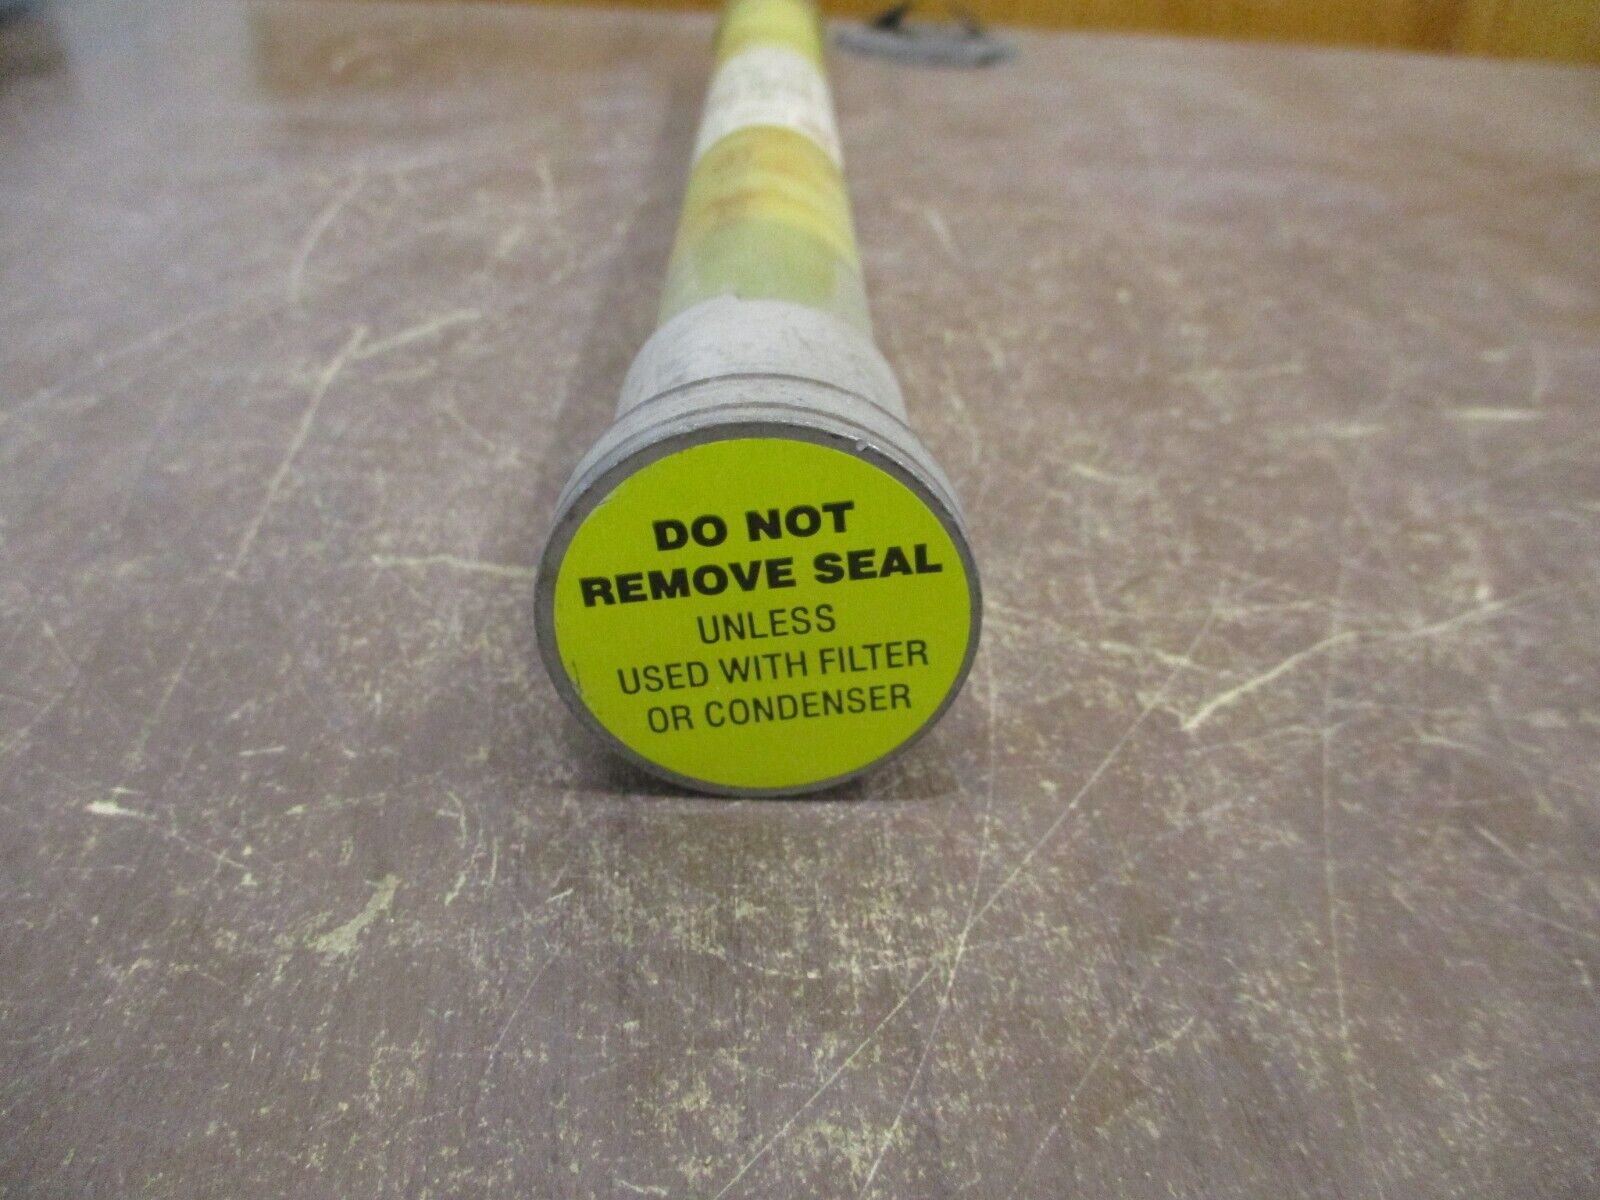 DO NOT
REMOVE SEAL
UNLESS
USED WITH FILTER
OR CONDENSER